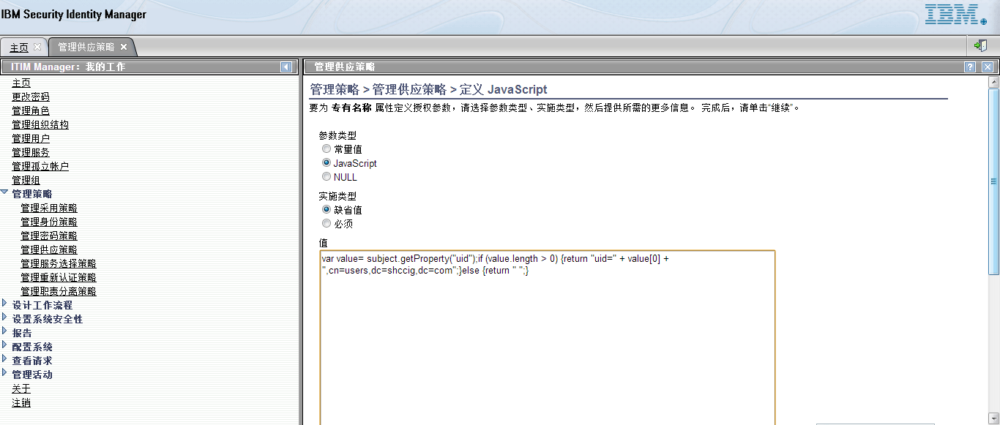 IBM Security Identity Manager
IBM
主页
管理供应策略
ITIM Manager：我的工作
主页
更改密码
管理角色
管理组织结构
管理用户
管理服务
管理孤立帐户
管理组
管理策略
管理采用策略
管理身份策略
管理密码策略
管理供应策略
管理服务选择策略
管理重新认证策略
管理职责分离策略
设计工作流程
设置系统安全性
报告
配置系统
查看请求
管理活动
关于
注销
管理供应策略
管理策略 > 管理供应策略 > 定义 JavaScript
要为 专有名称 属性定义授权参数，请选择参数类型、实施类型，然后提供所需的更多信息。 完成后，请单击“继续”。
参数类型
常量值
JavaScript
NULL
实施类型
缺省值
必须
值
var value= subject.getProperty("uid");if (value.length > 0) {return "uid=" + value[0] +
",cn=users,dc=shccig,dc=com";}else {return " ";}